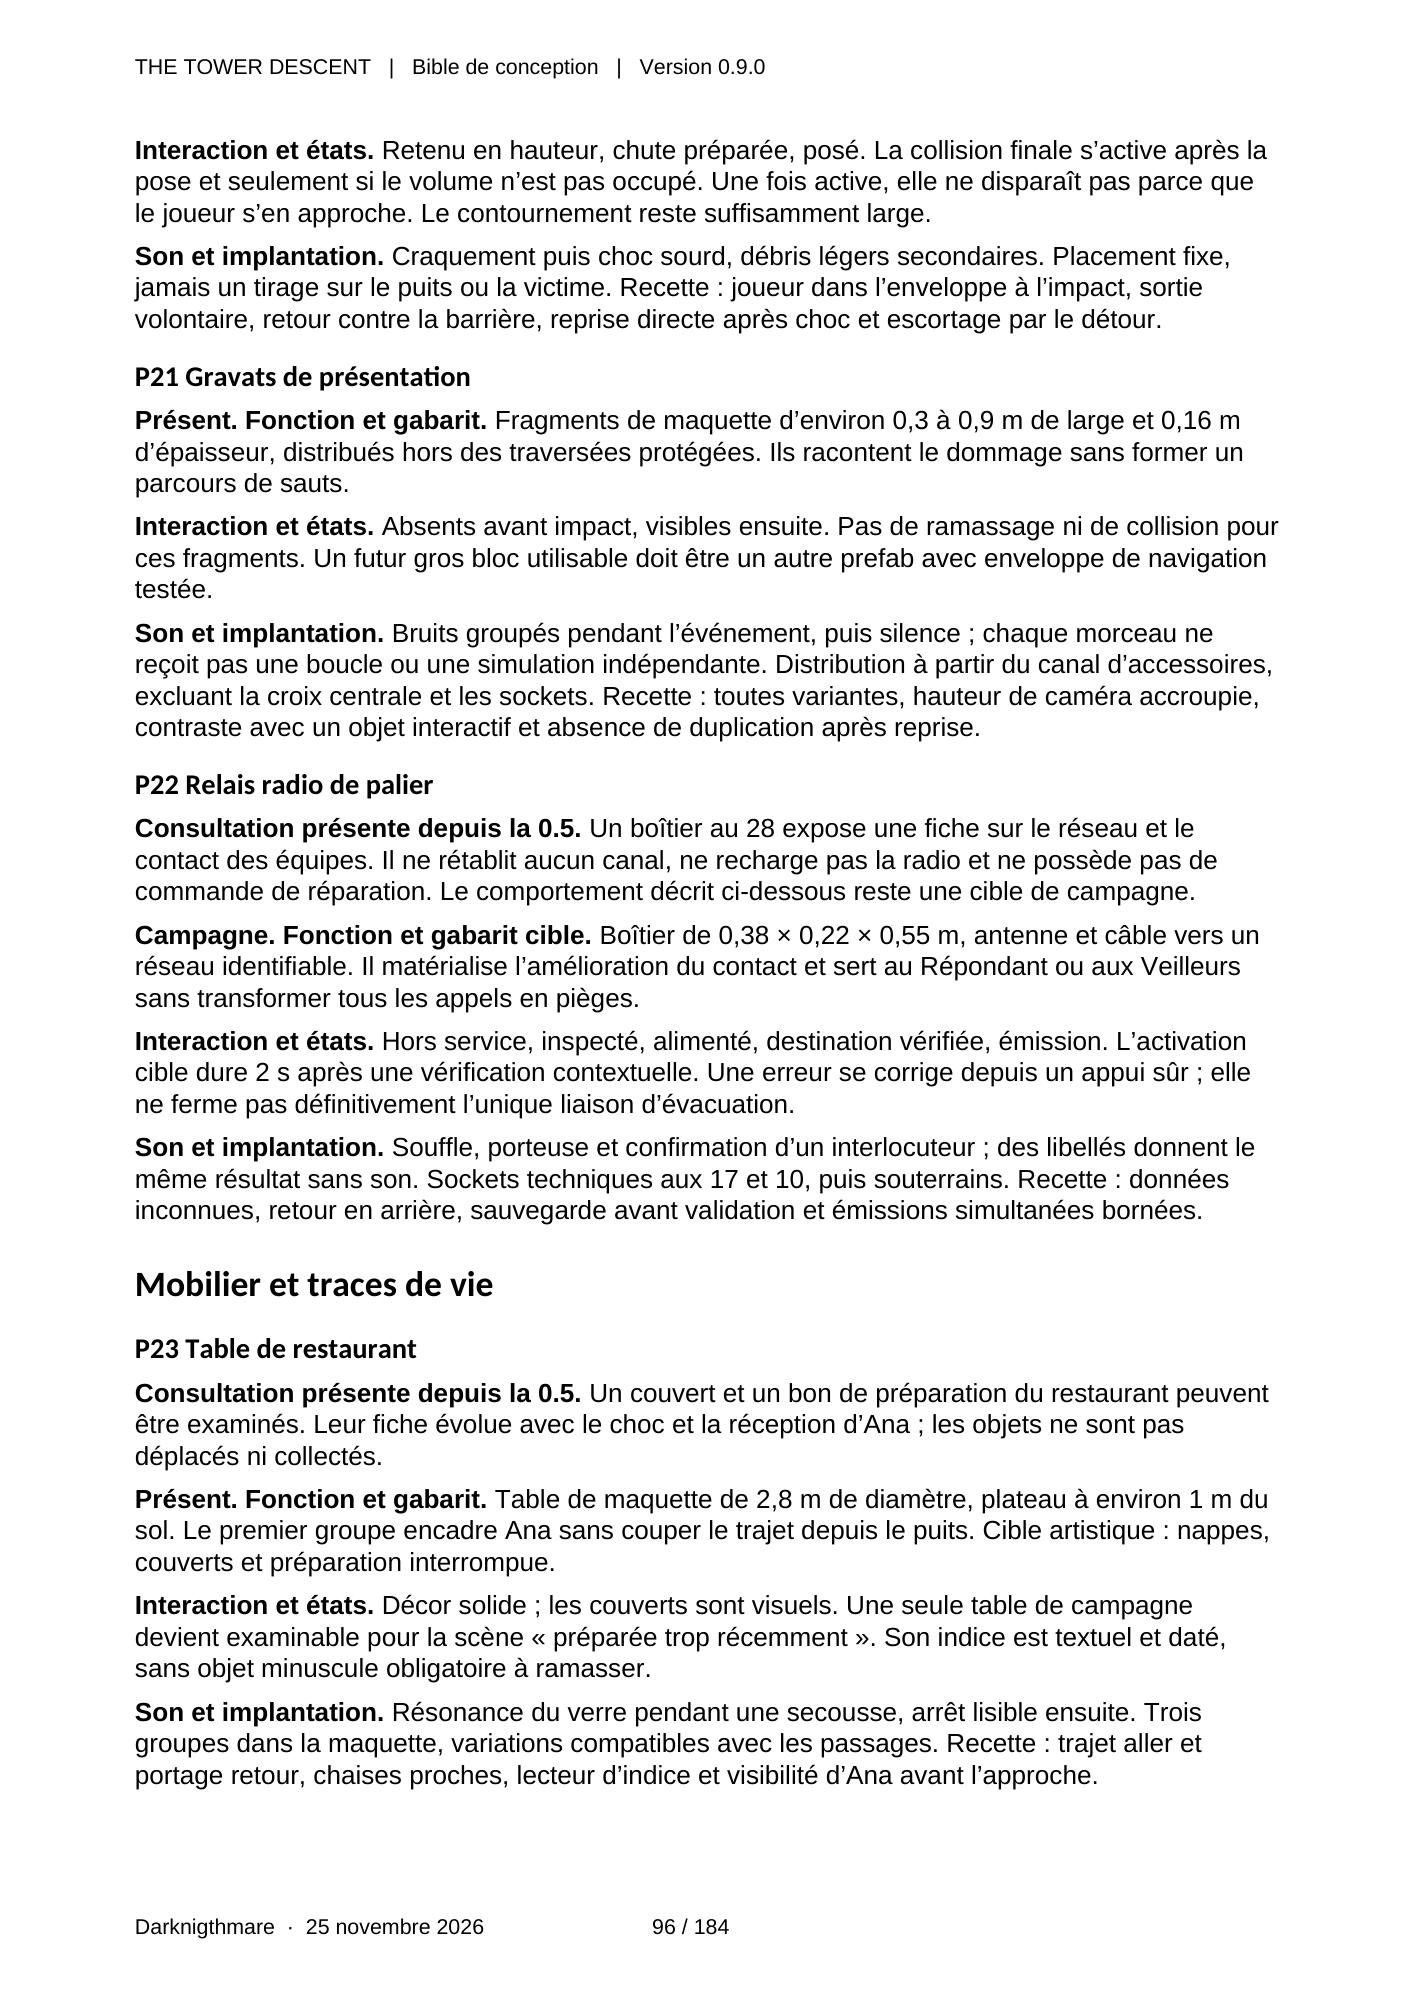 THE TOWER DESCENT | Bible de conception | Version 0.9.0
Interaction et états. Retenu en hauteur, chute préparée, posé. La collision finale s’active après la
pose et seulement si le volume n’est pas occupé. Une fois active, elle ne disparaît pas parce que
le joueur s’en approche. Le contournement reste suffisamment large.
Son et implantation. Craquement puis choc sourd, débris légers secondaires. Placement fixe,
jamais un tirage sur le puits ou la victime. Recette : joueur dans l’enveloppe à l’impact, sortie
volontaire, retour contre la barrière, reprise directe après choc et escortage par le détour.
P21 Gravats de présentation
Présent. Fonction et gabarit. Fragments de maquette d’environ 0,3 à 0,9 m de large et 0,16 m
d’épaisseur, distribués hors des traversées protégées. Ils racontent le dommage sans former un
parcours de sauts.
Interaction et états. Absents avant impact, visibles ensuite. Pas de ramassage ni de collision pour
ces fragments. Un futur gros bloc utilisable doit être un autre prefab avec enveloppe de navigation
testée.
Son et implantation. Bruits groupés pendant l’événement, puis silence ; chaque morceau ne
reçoit pas une boucle ou une simulation indépendante. Distribution à partir du canal d’accessoires,
excluant la croix centrale et les sockets. Recette : toutes variantes, hauteur de caméra accroupie,
contraste avec un objet interactif et absence de duplication après reprise.
P22 Relais radio de palier
Consultation présente depuis la 0.5. Un boîtier au 28 expose une fiche sur le réseau et le
contact des équipes. Il ne rétablit aucun canal, ne recharge pas la radio et ne possède pas de
commande de réparation. Le comportement décrit ci-dessous reste une cible de campagne.
Campagne. Fonction et gabarit cible. Boîtier de 0,38 × 0,22 × 0,55 m, antenne et câble vers un
réseau identifiable. Il matérialise l’amélioration du contact et sert au Répondant ou aux Veilleurs
sans transformer tous les appels en pièges.
Interaction et états. Hors service, inspecté, alimenté, destination vérifiée, émission. L’activation
cible dure 2 s après une vérification contextuelle. Une erreur se corrige depuis un appui sûr ; elle
ne ferme pas définitivement l’unique liaison d’évacuation.
Son et implantation. Souffle, porteuse et confirmation d’un interlocuteur ; des libellés donnent le
même résultat sans son. Sockets techniques aux 17 et 10, puis souterrains. Recette : données
inconnues, retour en arrière, sauvegarde avant validation et émissions simultanées bornées.
Mobilier et traces de vie
P23 Table de restaurant
Consultation présente depuis la 0.5. Un couvert et un bon de préparation du restaurant peuvent
être examinés. Leur fiche évolue avec le choc et la réception d’Ana ; les objets ne sont pas
déplacés ni collectés.
Présent. Fonction et gabarit. Table de maquette de 2,8 m de diamètre, plateau à environ 1 m du
sol. Le premier groupe encadre Ana sans couper le trajet depuis le puits. Cible artistique : nappes,
couverts et préparation interrompue.
Interaction et états. Décor solide ; les couverts sont visuels. Une seule table de campagne
devient examinable pour la scène « préparée trop récemment ». Son indice est textuel et daté,
sans objet minuscule obligatoire à ramasser.
Son et implantation. Résonance du verre pendant une secousse, arrêt lisible ensuite. Trois
groupes dans la maquette, variations compatibles avec les passages. Recette : trajet aller et
portage retour, chaises proches, lecteur d’indice et visibilité d’Ana avant l’approche.
Darknigthmare · 25 novembre 2026 96 / 184